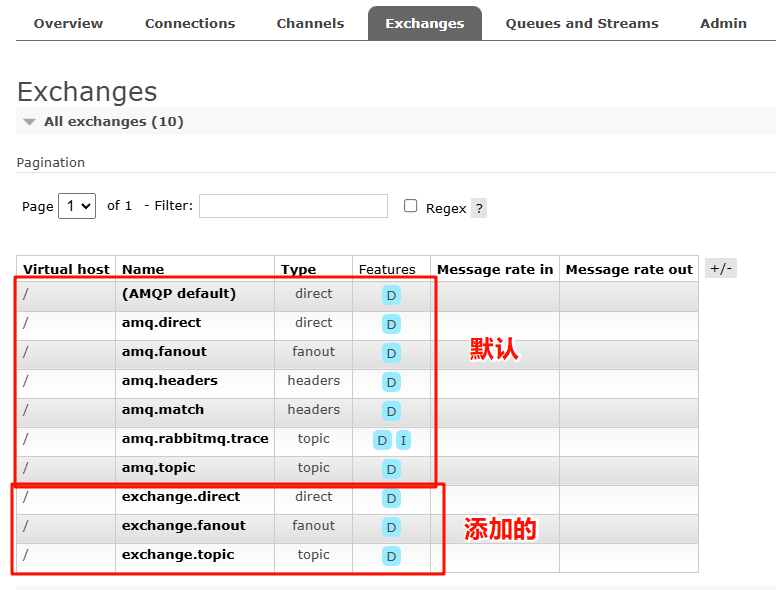 Overview Connections Channels Exchanges Queues and Streams Admin
Exchanges
All exchanges (10)
Pagination
Page 1 of 1 - Filter: Regex ?
Virtual host Name Type Features Message rate in Message rate out +/-
/ (AMQP default) direct D
/ amq.direct direct D
/ amq.fanout fanout D
默认
/ amq.headers headers D
/ amq.match headers D
/ amq.rabbitmq.trace topic D I
/ amq.topic topic D
/ exchange.direct direct D
/ exchange.fanout fanout D
添加的
/ exchange.topic topic D